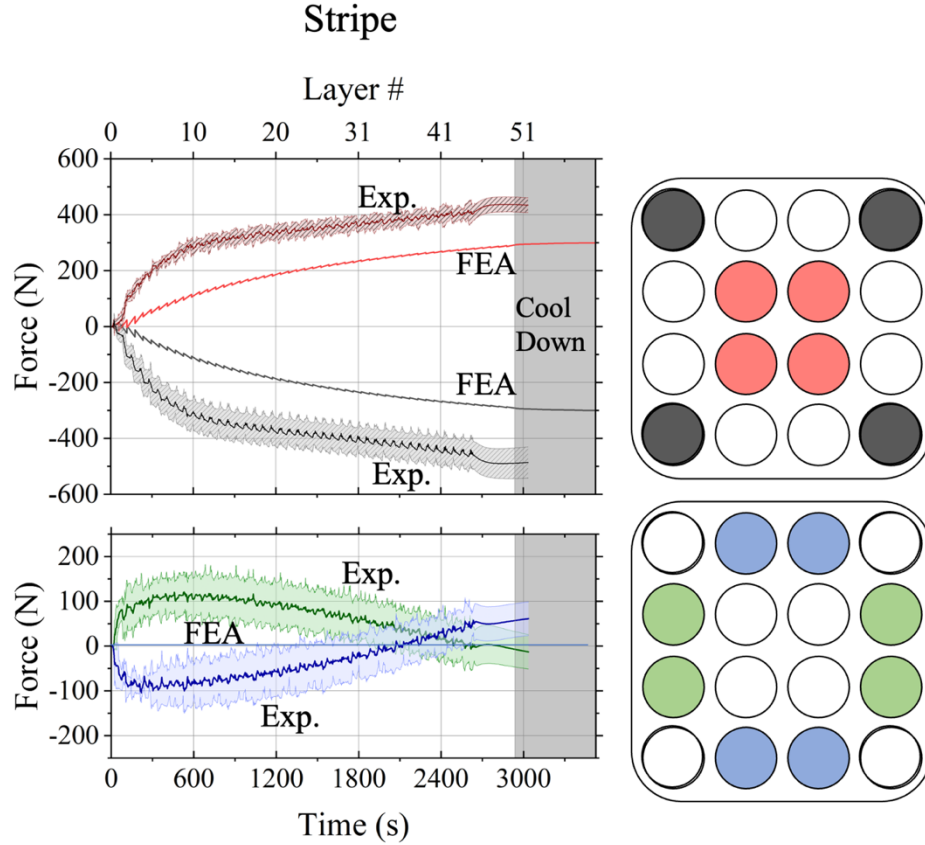 Stripe
Layer #
0 10 20 31 41 51
600
400
200
0
-200
-400
-600
Force (N)
Exp.
FEA
Cool
Down
FEA
Exp.
200
100
0
-100
-200
Force (N)
Exp.
FEA
Exp.
0 600 1200 1800 2400 3000
Time (s)